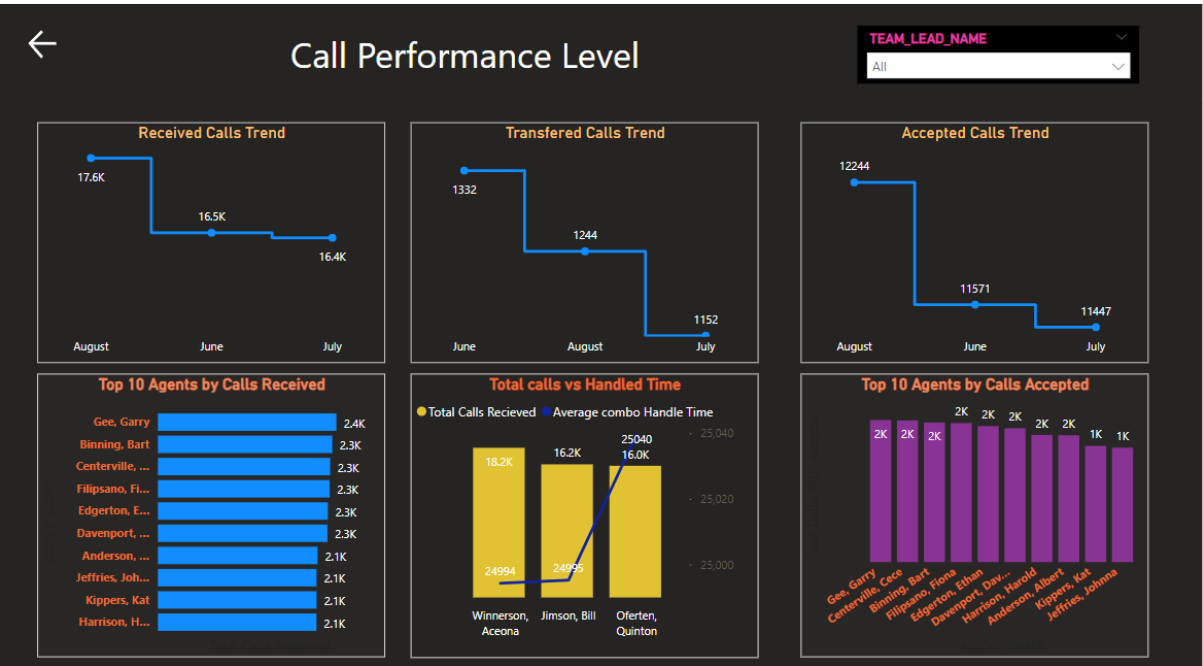 Call Performance Level
TEAM_LEAD_NAME
All
Received Calls Trend
17.6K
16.5K
16.4K
August June July
Transfered Calls Trend
1332
1244
1152
June August July
Accepted Calls Trend
12244
11571
11447
August June July
Top 10 Agents by Calls Received
Gee, Garry 2.4K
Binning, Bart 2.3K
Centerville, ... 2.3K
Filipsano, Fi... 2.3K
Edgerton, E... 2.3K
Davenport, ... 2.3K
Anderson, ... 2.1K
Jeffries, Joh... 2.1K
Kippers, Kat 2.1K
Harrison, H... 2.1K
Total calls vs Handled Time
Total Calls Recieved Average combo Handle Time
25,040
25,020
25,000
18.2K 16.2K 16.0K
24994 24995 25040
Winnerson, Aceona
Jimson, Bill
Oferten, Quinton
Top 10 Agents by Calls Accepted
2K 2K 2K 2K 2K 2K 2K 2K 1K 1K
Gee, Garry
Centerville, Cece
Binning, Bart
Filipsano, Fiona
Edgerton, Ethan
Davenport, Dav...
Harrison, Harold
Anderson, Albert
Kippers, Kat
Jeffries, Johnna